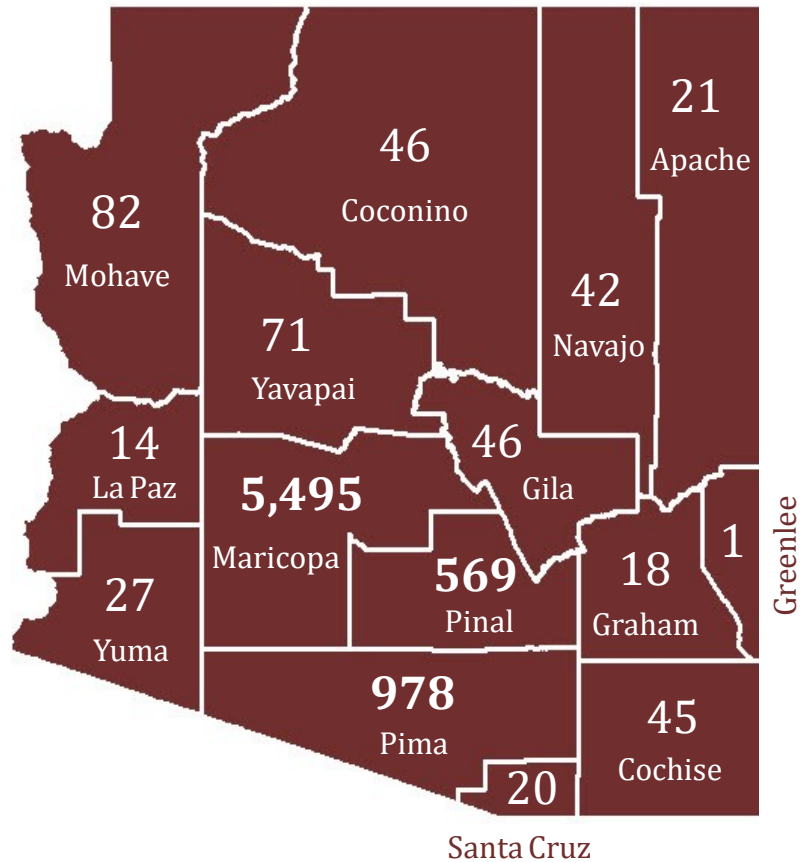 21
Apache
46
Coconino
82
Mohave
42
Navajo
71
Yavapai
14
La Paz
46
Gila
5,495
Maricopa
569
Pinal
18
Graham
1
Greenlee
27
Yuma
978
Pima
45
Cochise
20
Santa Cruz